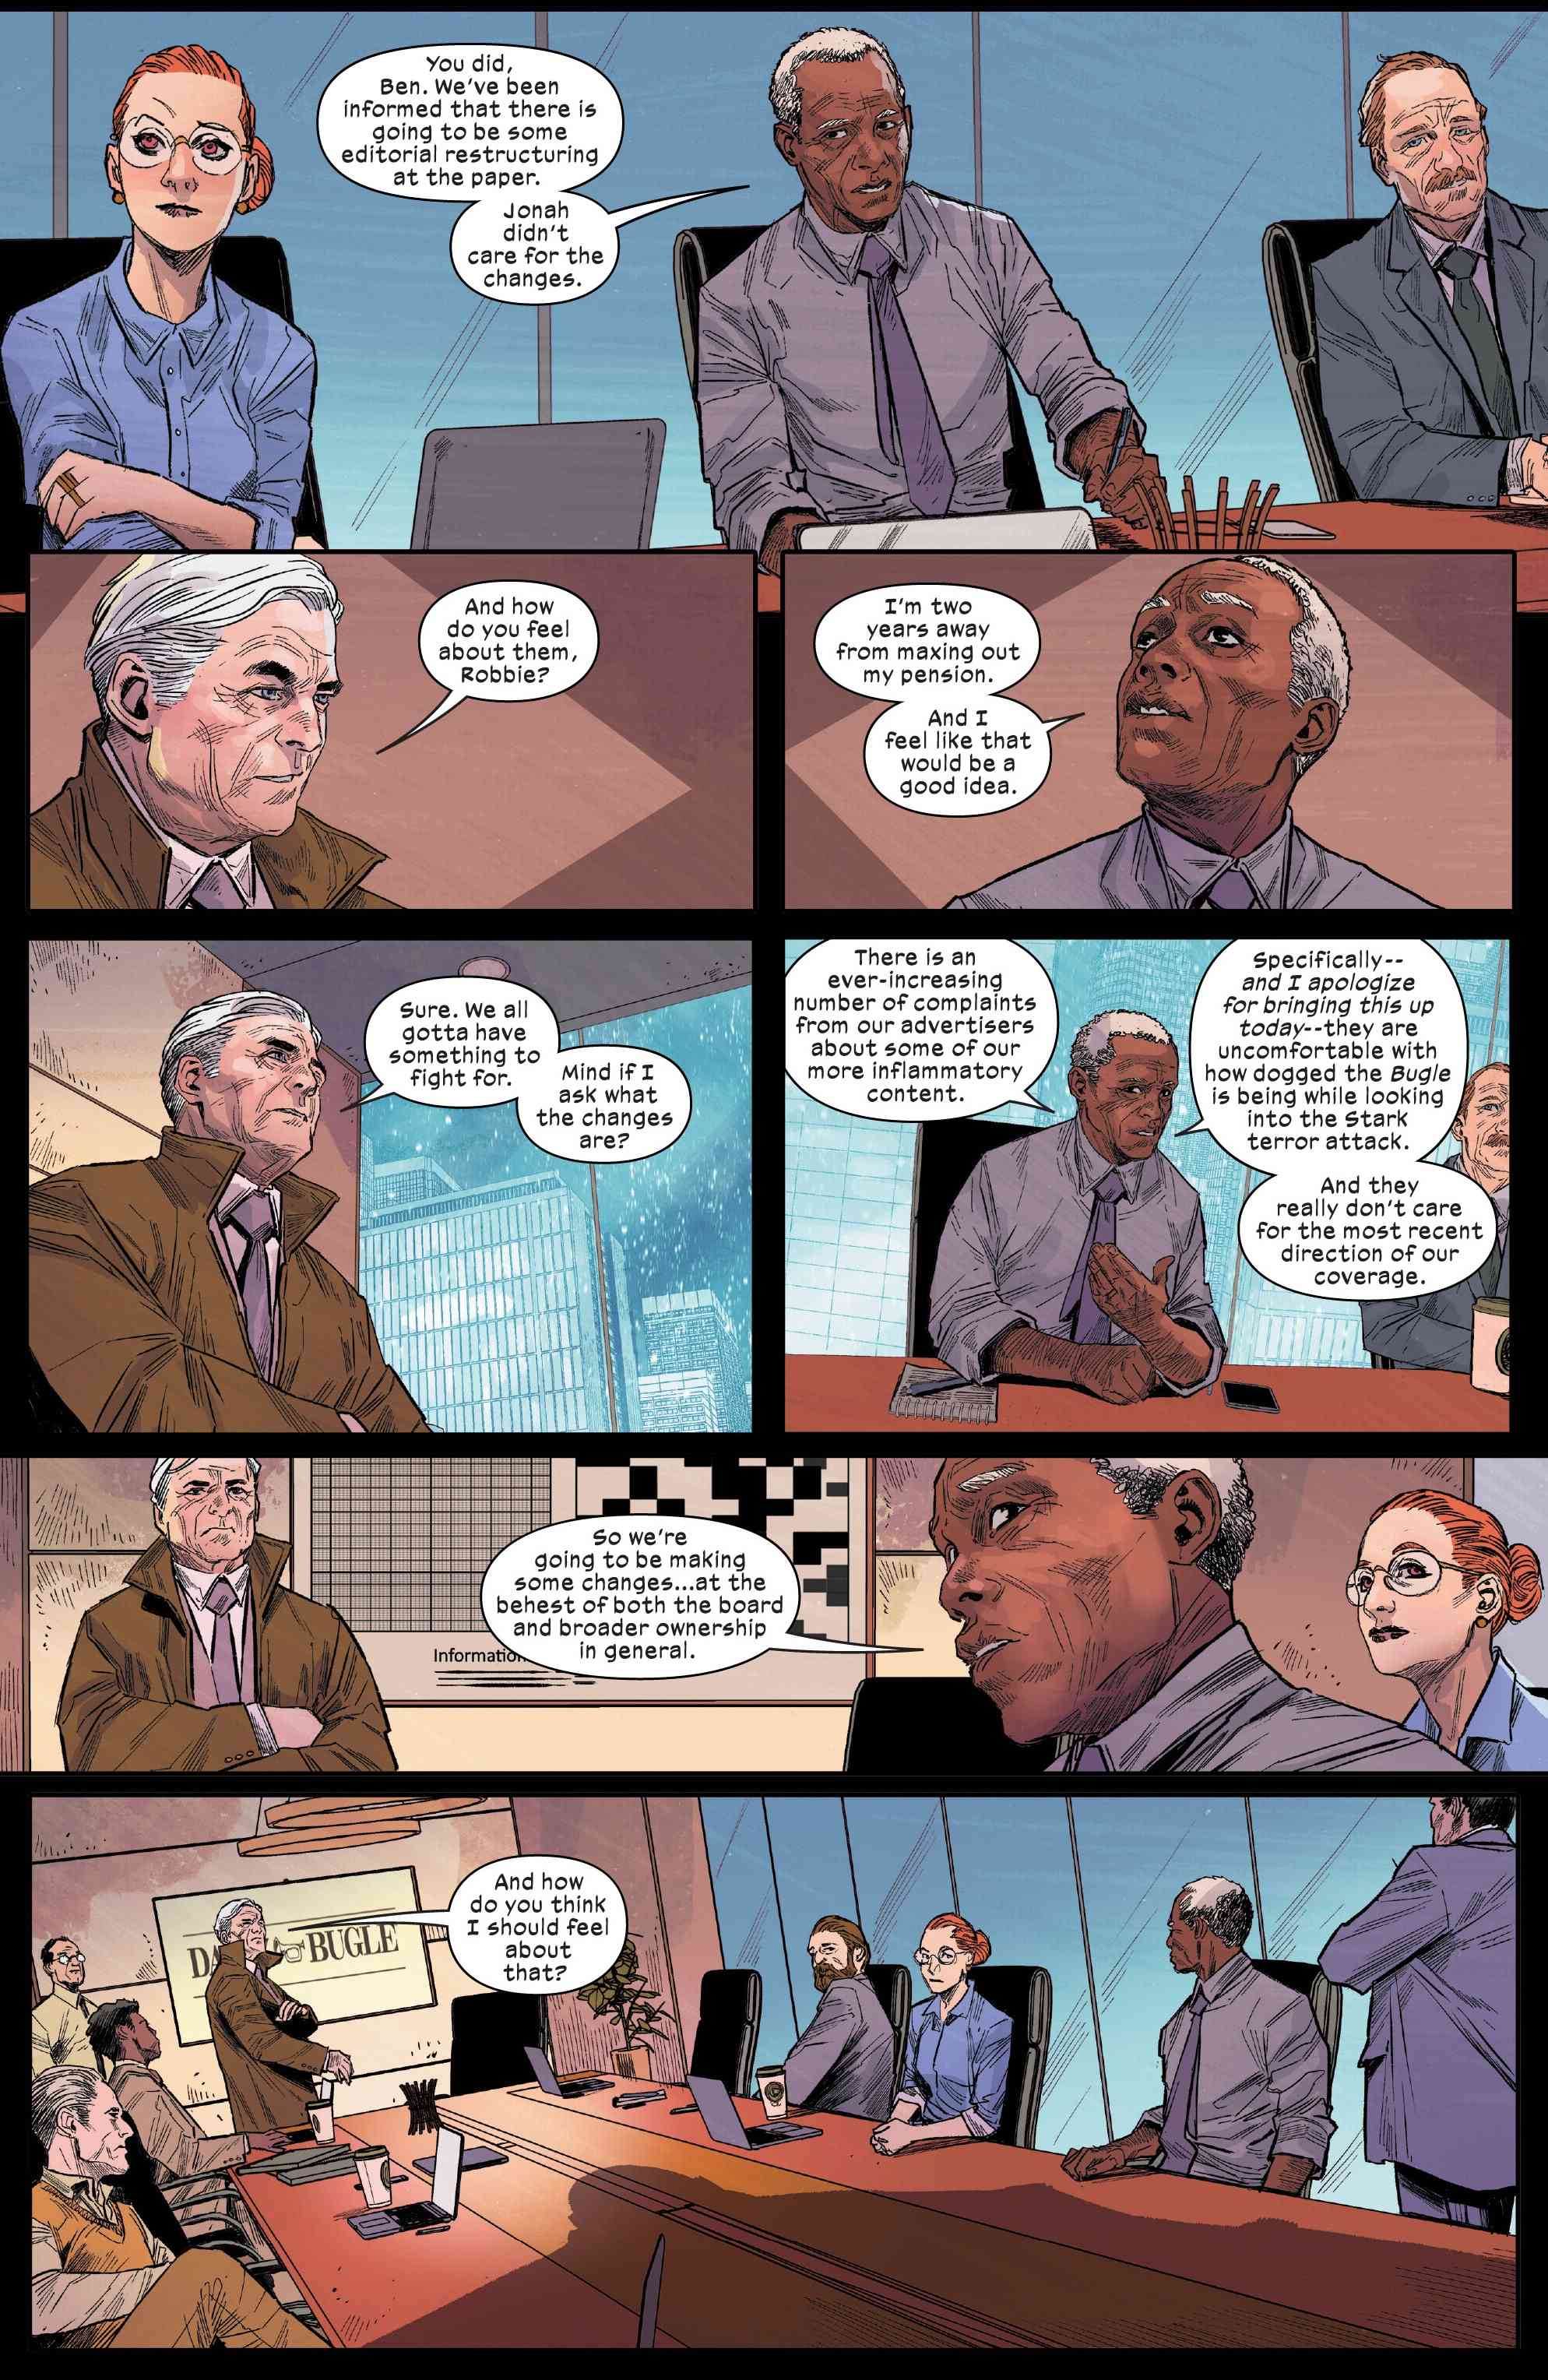 You did,
Ben. We've been
informed that there is
going to be some
editorial restructuring
at the paper.
Jonah
didn't
care for the
changes.
And how
do you feel
about them,
Robbie?
I'm two
years away
from maxing out
my pension.
And I
feel like that
would be a
good idea.
Sure. We all
gotta have
something to
fight for.
Mind if I
ask what
the changes
are?
There is an
ever-increasing
number of complaints
from our advertisers
about some of our
more inflammatory
content.
Specifically--
and I apologize
for bringing this up
today--they are
uncomfortable with
how dogged the Bugle
is being while looking
into the Stark
terror attack.
And they
really don't care
for the most recent
direction of our
coverage.
So we're
going to be making
some changes...at the
behest of both the board
and broader ownership
in general.
Information
And how
do you think
I should feel
about
that?
BUGLE